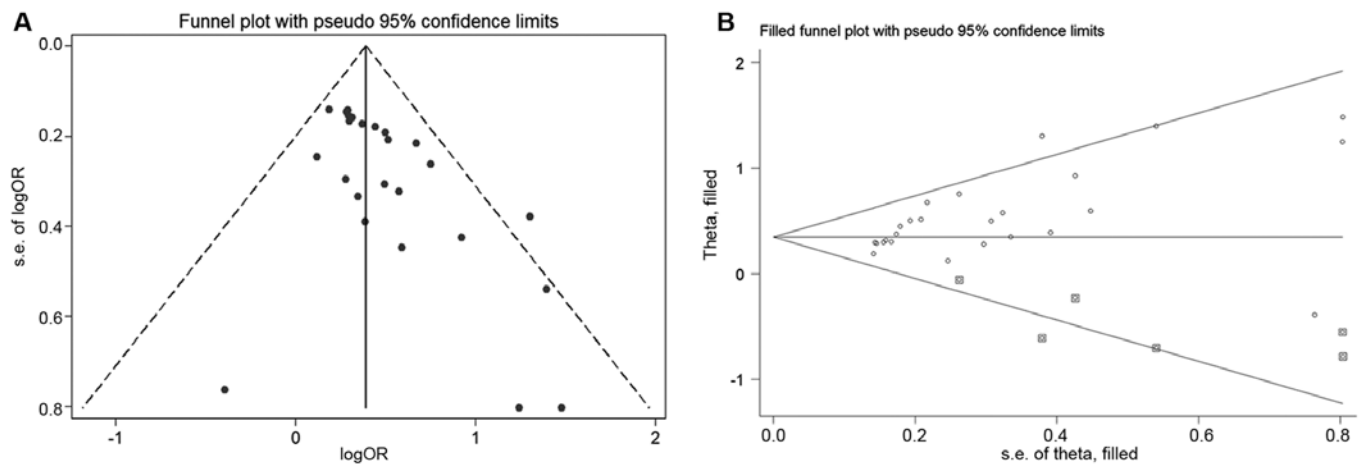 A
Funnel plot with pseudo 95% confidence limits
0.0
0.2
0.4
0.6
0.8
s.e. of logOR
-1 0 1 2
logOR
B
Filled funnel plot with pseudo 95% confidence limits
2
1
0
-1
Theta, filled
0.0 0.2 0.4 0.6 0.8
s.e. of theta, filled